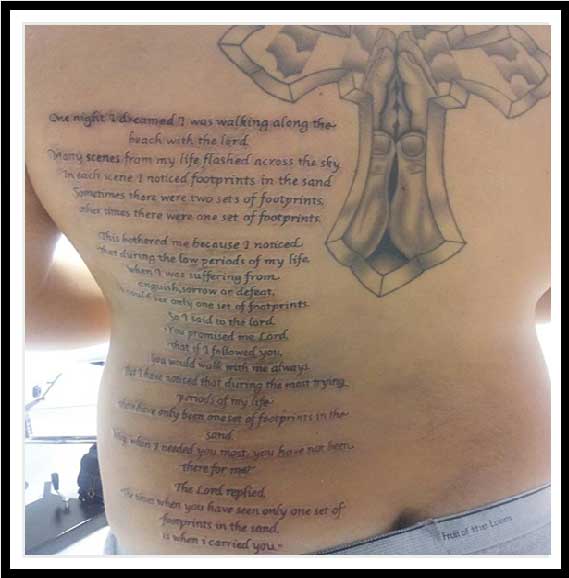 One night I dreamed I was walking along the
beach with the lord.
Many scenes from my life flashed across the sky.
In each scene I noticed footprints in the sand
Sometimes there were two sets of footprints,
other times there were one set of footprints.
This bothered me because I noticed
that during the low periods of my life,
When I was suffering from
anguish, sorrow or defeat,
I could see only one set of footprints.
So I said to the lord
"You promised me Lord,
that if I followed you,
you would walk with me always.
But I have noticed that during the most trying
periods of my life
there have only been one set of footprints in the
sand.
Why, when I needed you most, you have not been
there for me?"
The Lord replied,
"The times when you have seen only one set of
footprints in the sand.
is when i carried you."
Fruit of the Loom